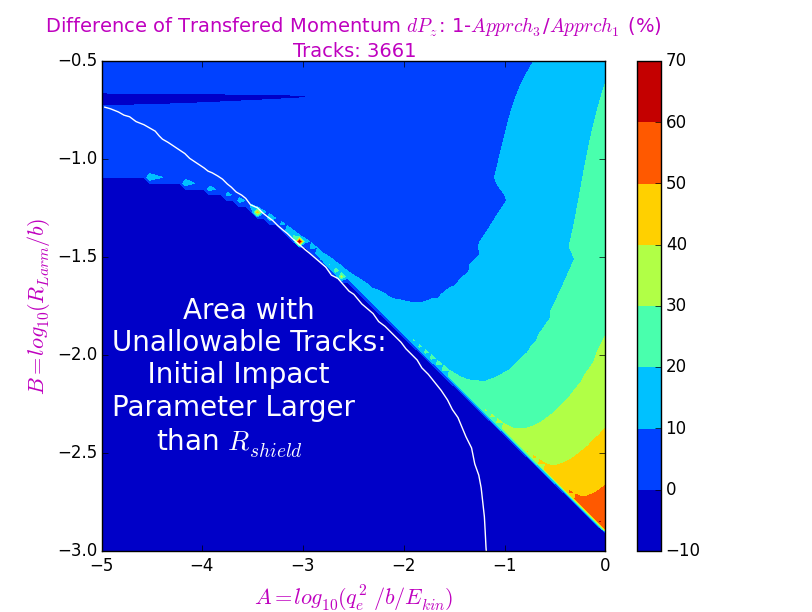 Difference of Transfered Momentum dP_z: 1-Apprch_3/Apprch_1 (%)
Tracks: 3661
−0.5
−1.0
−1.5
−2.0
−2.5
−3.0
B=log_10(R_Larm/b)
Area with
Unallowable Tracks:
Initial Impact
Parameter Larger
than R_shield
−5
−4
−3
−2
−1
0
A=log_10(q_e^2/b/E_kin)
70
60
50
40
30
20
10
0
−10